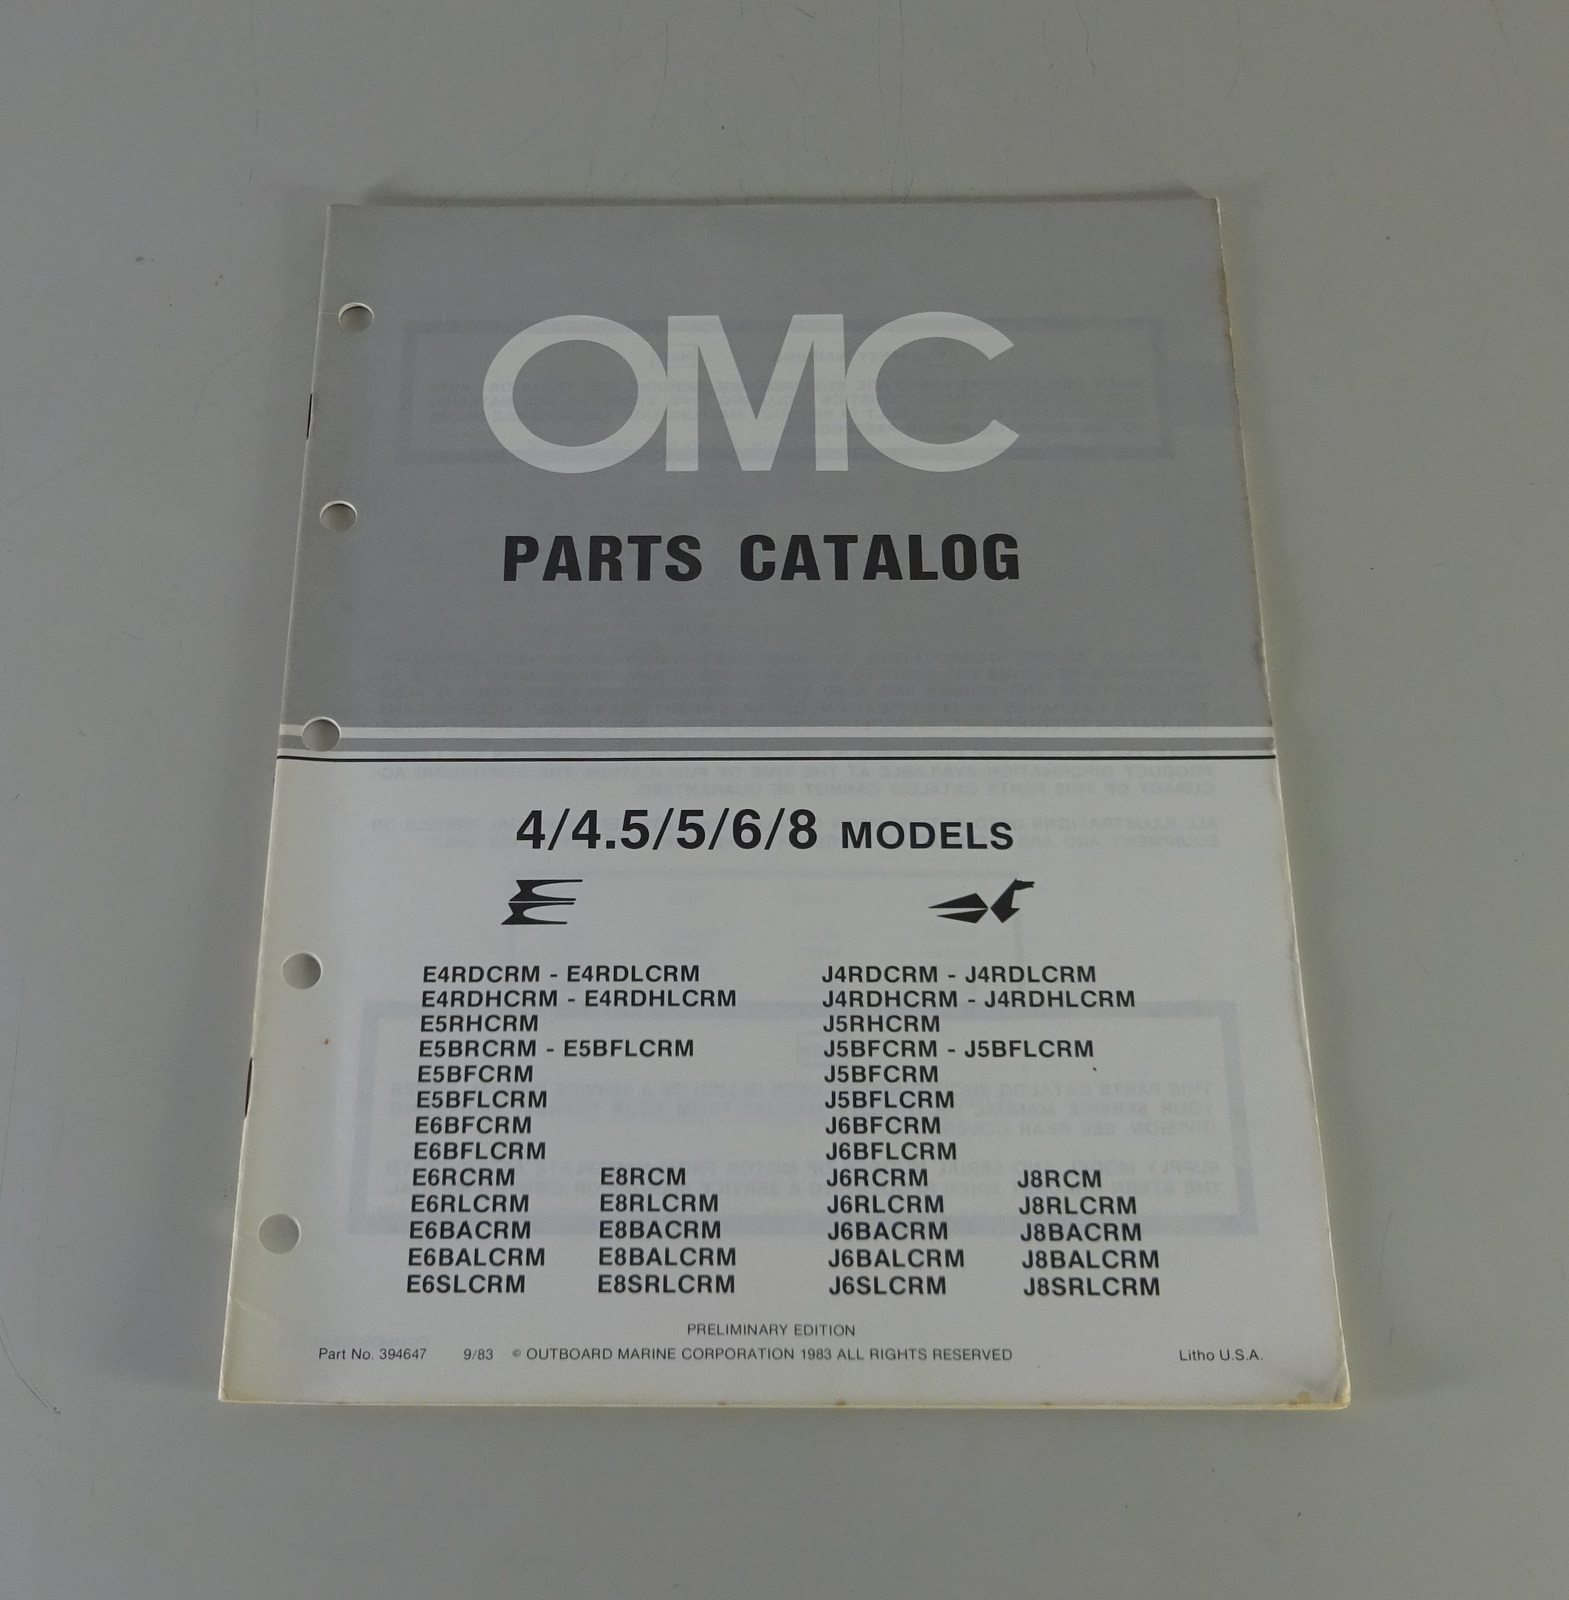 OMC
PARTS CATALOG
4/4.5/5/6/8 MODELS
E4RDCRM - E4RDLCRM
E4RDHCRM - E4RDHLCRM
E5RHCRM
E5BRCRM - E5BFLCRM
E5BFCRM
E5BFLCRM
E6BFCRM
E6BFLCRM
E6RCRM E8RCM
E6RLCRM E8RLCRM
E6BACRM E8BACRM
E6BALCRM E8BALCRM
E6SLCRM E8SRLCRM
J4RDCRM - J4RDLCRM
J4RDHCRM - J4RDHLCRM
J5RHCRM
J5BFCRM - J5BFLCRM
J5BFCRM
J5BFLCRM
J6BFCRM
J6BFLCRM
J6RCRM J8RCM
J6RLCRM J8RLCRM
J6BACRM J8BACRM
J6BALCRM J8BALCRM
J6SLCRM J8SRLCRM
PRELIMINARY EDITION
Part No. 394647 9/83 © OUTBOARD MARINE CORPORATION 1983 ALL RIGHTS RESERVED Litho U.S.A.